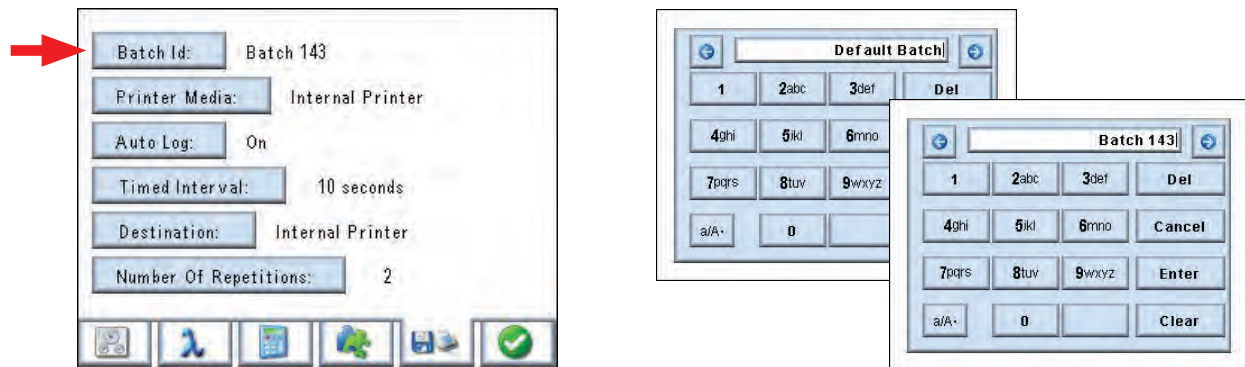 Batch Id: Batch 143
Printer Media: Internal Printer
Auto Log: On
Timed Interval: 10 seconds
Destination: Internal Printer
Number Of Repetitions: 2
λ
Default Batch
1 2abc 3def Del
4ghi 5jkl 6mno
7pqrs 8tuv 9wxyz
a/A· 0
Batch 143
1 2abc 3def Del
4ghi 5jkl 6mno Cancel
7pqrs 8tuv 9wxyz Enter
a/A· 0 Clear